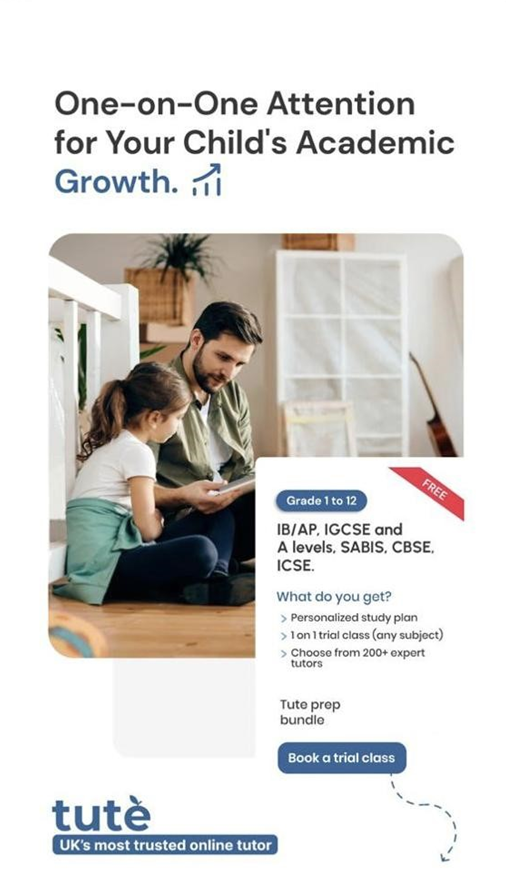 One-on-One Attention
for Your Child's Academic
Growth.
FREE
Grade 1 to 12
IB/AP, IGCSE and
A levels, SABIS, CBSE,
ICSE.
What do you get?
> Personalized study plan
> 1 on 1 trial class (any subject)
> Choose from 200+ expert
tutors
Tute prep
bundle
Book a trial class
tutè
UK's most trusted online tutor